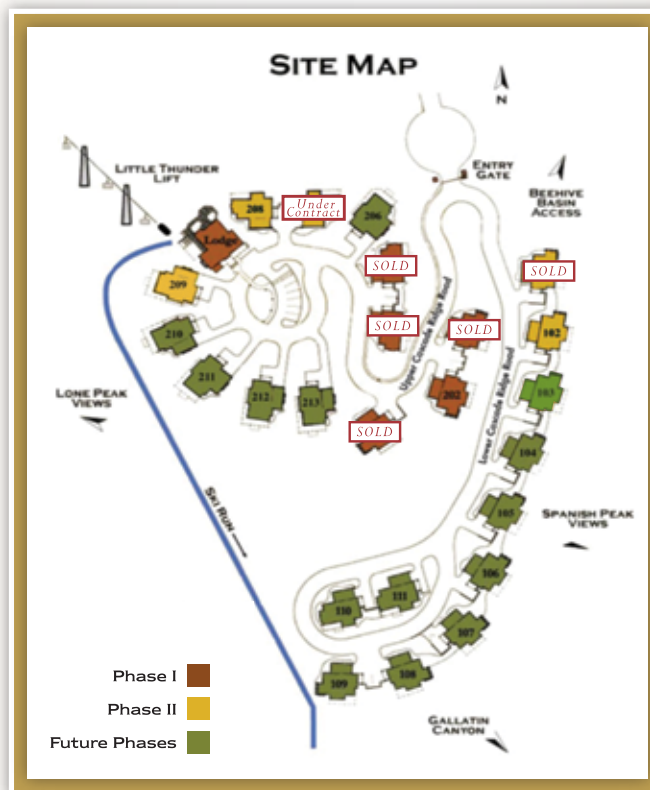 SITE MAP
N
LITTLE THUNDER
LIFT
ENTRY
GATE
BEEHIVE
BASIN
ACCESS
208
Under
Contract
206
Lodge
SOLD
SOLD
209
SOLD
SOLD
102
210
Upper Cascade Ridge Road
211
103
LONE PEAK
VIEWS
212
213
202
SOLD
Lower Cascade Ridge Road
104
SKI RUN
105
SPANISH PEAK
VIEWS
106
111
110
107
108
109
Phase I
Phase II
Future Phases
GALLATIN
CANYON